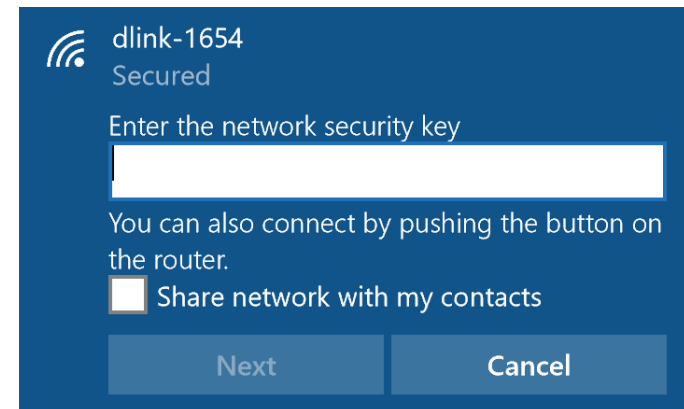 dlink-1654
Secured
Enter the network security key
You can also connect by pushing the button on
the router.
Share network with my contacts
Next
Cancel